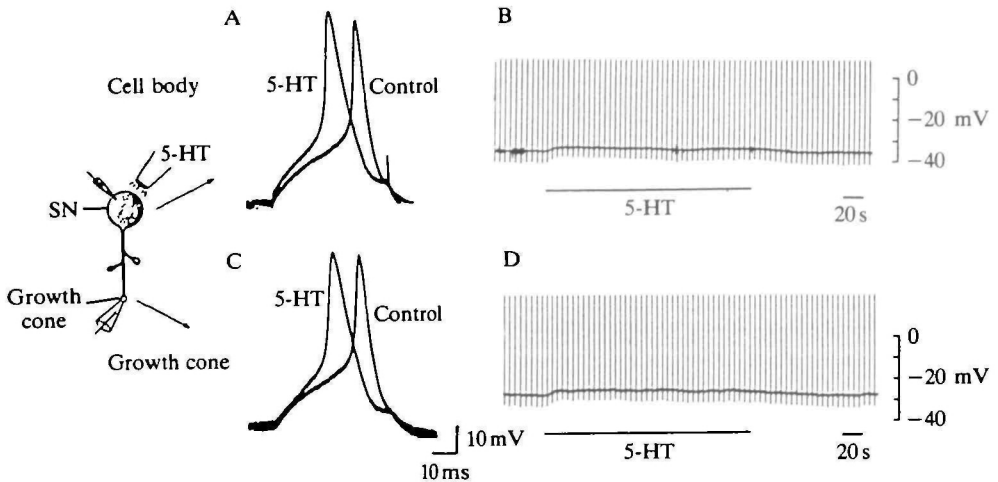 A
5-HT
Control
Cell body
5-HT
SN
Growth
cone
Growth cone
B
0
−20 mV
−40
5-HT
20 s
C
5-HT
Control
10 mV
10 ms
D
0
−20 mV
−40
5-HT
20 s